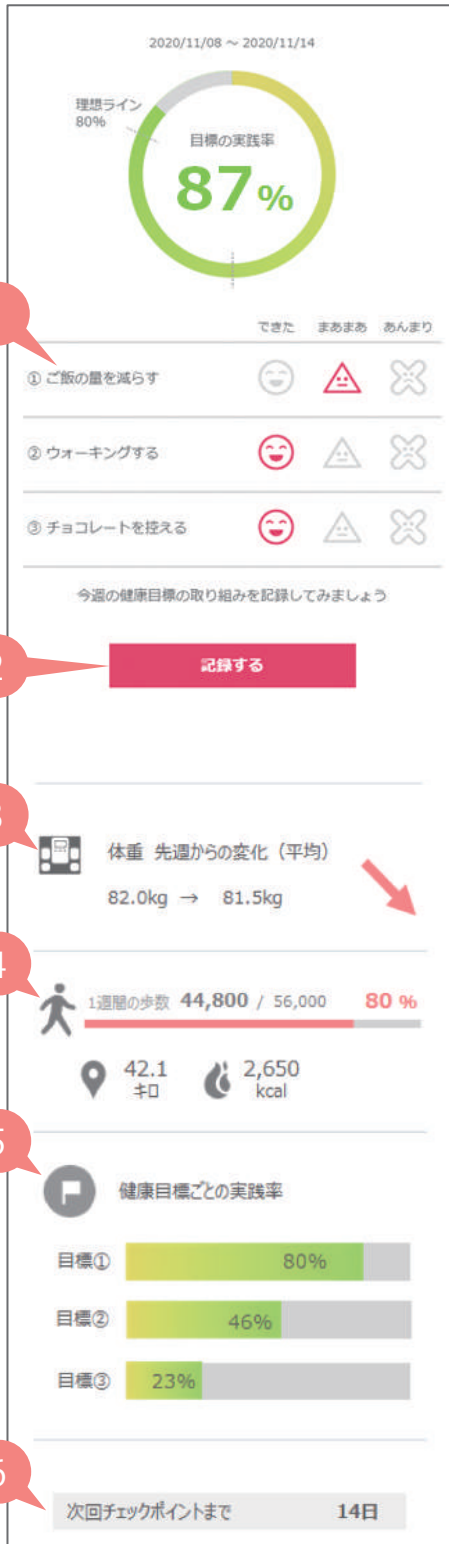 2020/11/08 ~ 2020/11/14
理想ライン
80%
目標の実践率
87%
できた まあまあ あんまり
① ご飯の量を減らす
② ウォーキングする
③ チョコレートを控える
今週の健康目標の取り組みを記録してみましょう
2
記録する
3
体重 先週からの変化（平均）
82.0kg → 81.5kg
4
1週間の歩数 44,800 / 56,000 80 %
42.1 2,650
キロ kcal
5
健康目標ごとの実践率
目標① 80%
目標② 46%
目標③ 23%
6
次回チェックポイントまで 14日